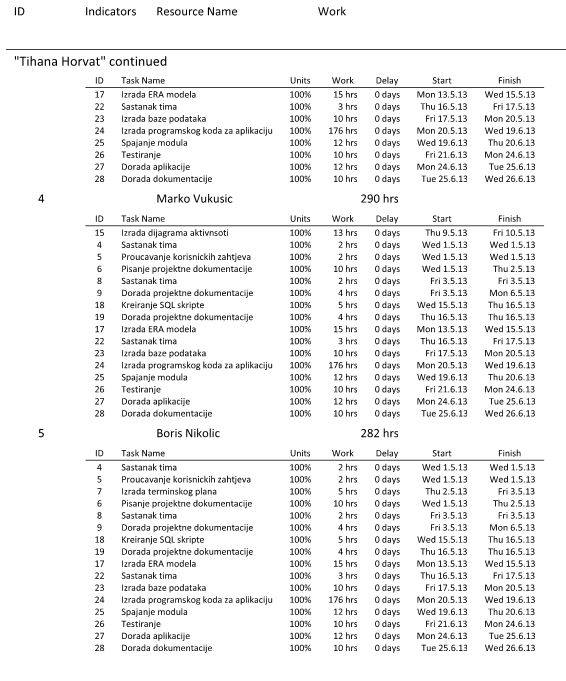 ID Indicators Resource Name Work
"Tihana Horvat" continued
ID Task Name Units Work Delay Start Finish
17 Izrada ERA modela 100% 15 hrs 0 days Mon 13.5.13 Wed 15.5.13
22 Sastanak tima 100% 3 hrs 0 days Thu 16.5.13 Fri 17.5.13
23 Izrada baze podataka 100% 10 hrs 0 days Fri 17.5.13 Mon 20.5.13
24 Izrada programskog koda za aplikaciju 100% 176 hrs 0 days Mon 20.5.13 Wed 19.6.13
25 Spajanje modula 100% 12 hrs 0 days Wed 19.6.13 Thu 20.6.13
26 Testiranje 100% 10 hrs 0 days Fri 21.6.13 Mon 24.6.13
27 Dorada aplikacije 100% 12 hrs 0 days Mon 24.6.13 Tue 25.6.13
28 Dorada dokumentacije 100% 10 hrs 0 days Tue 25.6.13 Wed 26.6.13
4 Marko Vukusic 290 hrs
ID Task Name Units Work Delay Start Finish
15 Izrada dijagrama aktivnsoti 100% 13 hrs 0 days Thu 9.5.13 Fri 10.5.13
4 Sastanak tima 100% 2 hrs 0 days Wed 1.5.13 Wed 1.5.13
5 Proucavanje korisnickih zahtjeva 100% 2 hrs 0 days Wed 1.5.13 Wed 1.5.13
6 Pisanje projektne dokumentacije 100% 10 hrs 0 days Wed 1.5.13 Thu 2.5.13
8 Sastanak tima 100% 2 hrs 0 days Fri 3.5.13 Fri 3.5.13
9 Dorada projektne dokumentacije 100% 4 hrs 0 days Fri 3.5.13 Mon 6.5.13
18 Kreiranje SQL skripte 100% 5 hrs 0 days Wed 15.5.13 Thu 16.5.13
19 Dorada projektne dokumentacije 100% 4 hrs 0 days Thu 16.5.13 Thu 16.5.13
17 Izrada ERA modela 100% 15 hrs 0 days Mon 13.5.13 Wed 15.5.13
22 Sastanak tima 100% 3 hrs 0 days Thu 16.5.13 Fri 17.5.13
23 Izrada baze podataka 100% 10 hrs 0 days Fri 17.5.13 Mon 20.5.13
24 Izrada programskog koda za aplikaciju 100% 176 hrs 0 days Mon 20.5.13 Wed 19.6.13
25 Spajanje modula 100% 12 hrs 0 days Wed 19.6.13 Thu 20.6.13
26 Testiranje 100% 10 hrs 0 days Fri 21.6.13 Mon 24.6.13
27 Dorada aplikacije 100% 12 hrs 0 days Mon 24.6.13 Tue 25.6.13
28 Dorada dokumentacije 100% 10 hrs 0 days Tue 25.6.13 Wed 26.6.13
5 Boris Nikolic 282 hrs
ID Task Name Units Work Delay Start Finish
4 Sastanak tima 100% 2 hrs 0 days Wed 1.5.13 Wed 1.5.13
5 Proucavanje korisnickih zahtjeva 100% 2 hrs 0 days Wed 1.5.13 Wed 1.5.13
7 Izrada terminskog plana 100% 5 hrs 0 days Thu 2.5.13 Fri 3.5.13
6 Pisanje projektne dokumentacije 100% 10 hrs 0 days Wed 1.5.13 Thu 2.5.13
8 Sastanak tima 100% 2 hrs 0 days Fri 3.5.13 Fri 3.5.13
9 Dorada projektne dokumentacije 100% 4 hrs 0 days Fri 3.5.13 Mon 6.5.13
18 Kreiranje SQL skripte 100% 5 hrs 0 days Wed 15.5.13 Thu 16.5.13
19 Dorada projektne dokumentacije 100% 4 hrs 0 days Thu 16.5.13 Thu 16.5.13
17 Izrada ERA modela 100% 15 hrs 0 days Mon 13.5.13 Wed 15.5.13
22 Sastanak tima 100% 3 hrs 0 days Thu 16.5.13 Fri 17.5.13
23 Izrada baze podataka 100% 10 hrs 0 days Fri 17.5.13 Mon 20.5.13
24 Izrada programskog koda za aplikaciju 100% 176 hrs 0 days Mon 20.5.13 Wed 19.6.13
25 Spajanje modula 100% 12 hrs 0 days Wed 19.6.13 Thu 20.6.13
26 Testiranje 100% 10 hrs 0 days Fri 21.6.13 Mon 24.6.13
27 Dorada aplikacije 100% 12 hrs 0 days Mon 24.6.13 Tue 25.6.13
28 Dorada dokumentacije 100% 10 hrs 0 days Tue 25.6.13 Wed 26.6.13